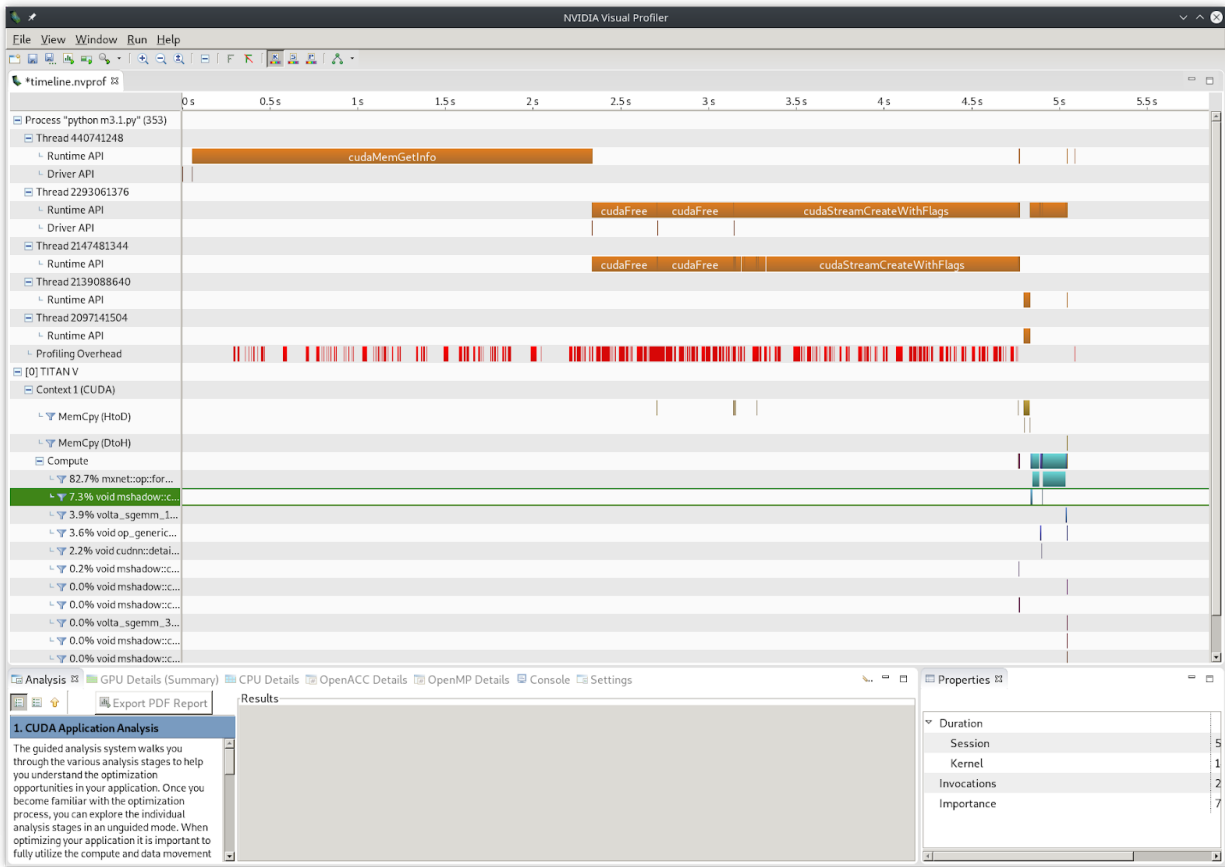 NVIDIA Visual Profiler
File View Window Run Help
*timeline.nvprof
0 s 0.5 s 1 s 1.5 s 2 s 2.5 s 3 s 3.5 s 4 s 4.5 s 5 s 5.5 s
Process "python m3.1.py" (353)
Thread 440741248
Runtime API cudaMemGetInfo
Driver API
Thread 2293061376
Runtime API cudaFree cudaFree cudaStreamCreateWithFlags
Driver API
Thread 2147481344
Runtime API cudaFree cudaFree cudaStreamCreateWithFlags
Thread 2139088640
Runtime API
Thread 2097141504
Runtime API
Profiling Overhead
[0] TITAN V
Context 1 (CUDA)
MemCpy (HtoD)
MemCpy (DtoH)
Compute
82.7% mxnet::op::for...
7.3% void mshadow::c...
3.9% volta_sgemm_1...
3.6% void op_generic...
2.2% void cudnn::detai...
0.2% void mshadow::c...
0.0% void mshadow::c...
0.0% void mshadow::c...
0.0% volta_sgemm_3...
0.0% void mshadow::c...
0.0% void mshadow::c...
Analysis GPU Details (Summary) CPU Details OpenACC Details OpenMP Details Console Settings
Export PDF Report
1. CUDA Application Analysis
The guided analysis system walks you
through the various analysis stages to help
you understand the optimization
opportunities in your application. Once you
become familiar with the optimization
process, you can explore the individual
analysis stages in an unguided mode. When
optimizing your application it is important to
fully utilize the compute and data movement
Results
Properties
Duration
Session 5
Kernel 1
Invocations 2
Importance 7